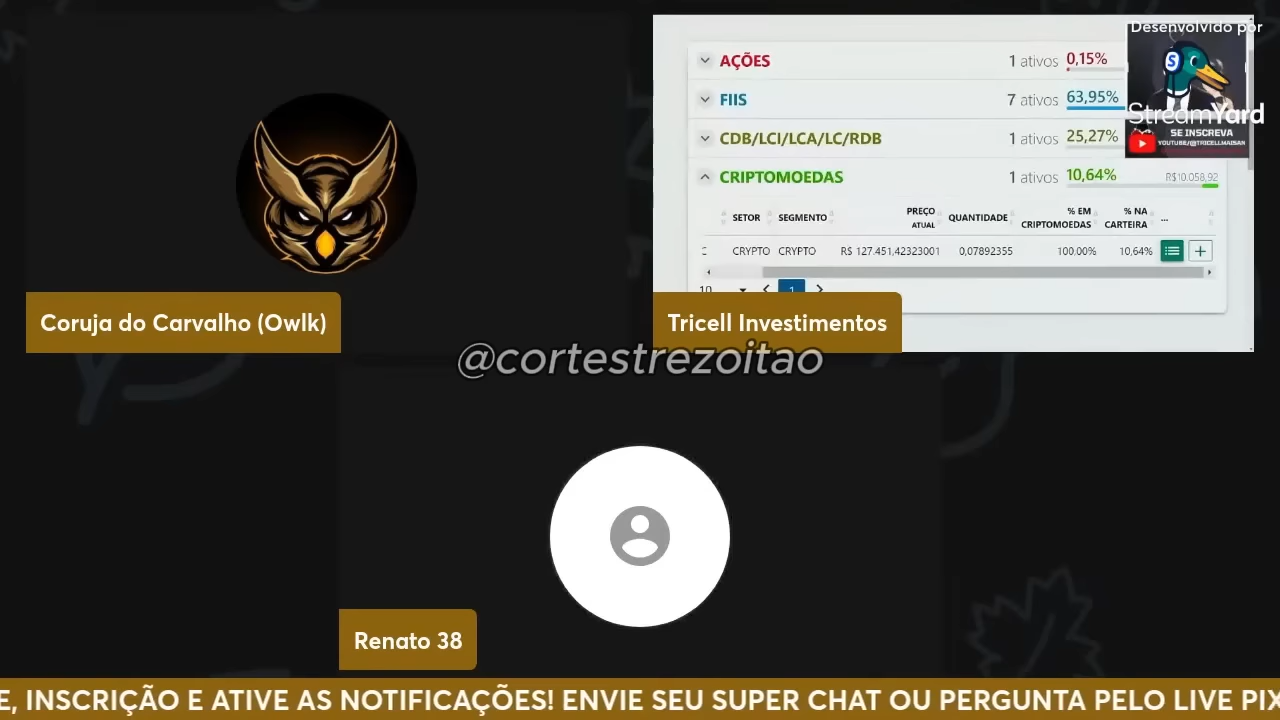 Desenvolvido por
StreamYard
AÇÕES 1 ativos 0,15%
FIIS 7 ativos 63,95%
CDB/LCI/LCA/LC/RDB 1 ativos 25,27%
CRIPTOMOEDAS 1 ativos 10,64% R$10.058,92
SE INSCREVA
YOUTUBE/@TRICELLMAISAN
SETOR SEGMENTO PREÇO ATUAL QUANTIDADE % EM CRIPTOMOEDAS % NA CARTEIRA ...
CRYPTO CRYPTO R$ 127.451,42323001 0,07892355 100,00% 10,64%
10 1
Coruja do Carvalho (Owlk)
Tricell Investimentos
@cortestrezoitao
Renato 38
E, INSCRIÇÃO E ATIVE AS NOTIFICAÇÕES! ENVIE SEU SUPER CHAT OU PERGUNTA PELO LIVE PIX